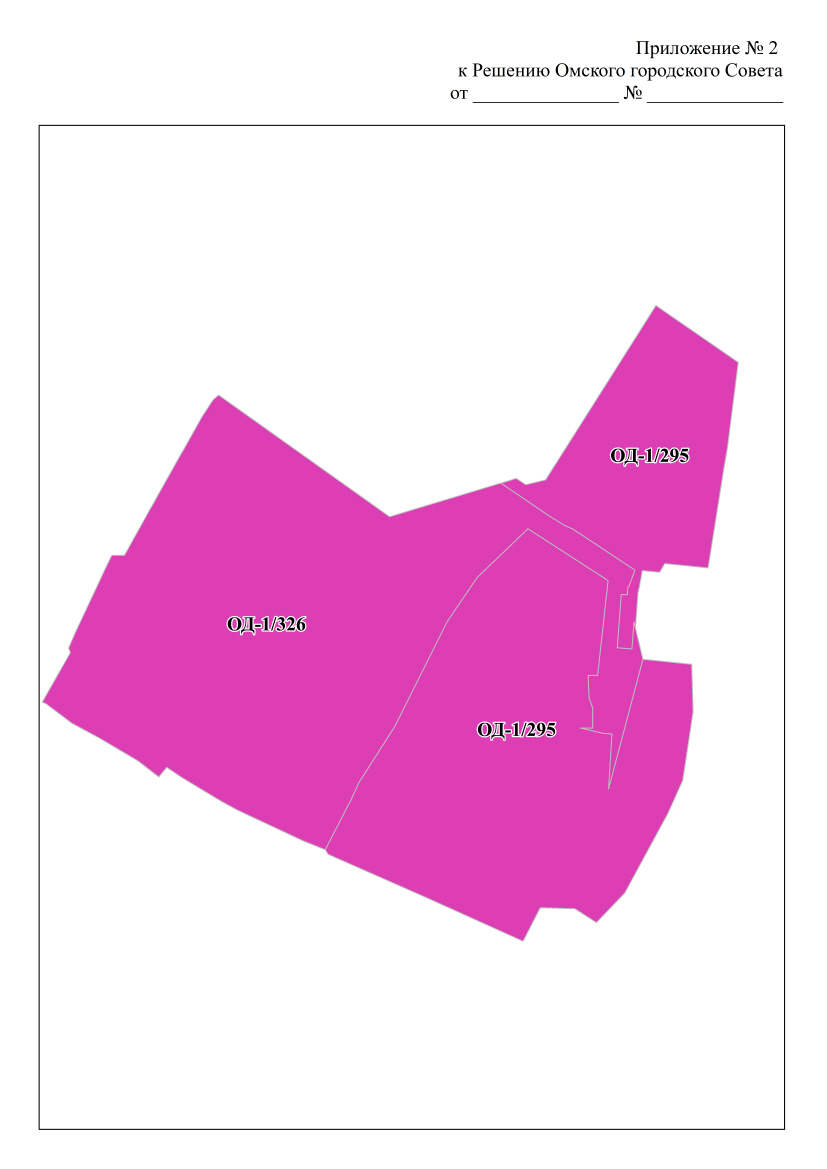 Приложение № 2
к Решению Омского городского Совета
от _______________ № ______________
ОД-1/295
ОД-1/326
ОД-1/295